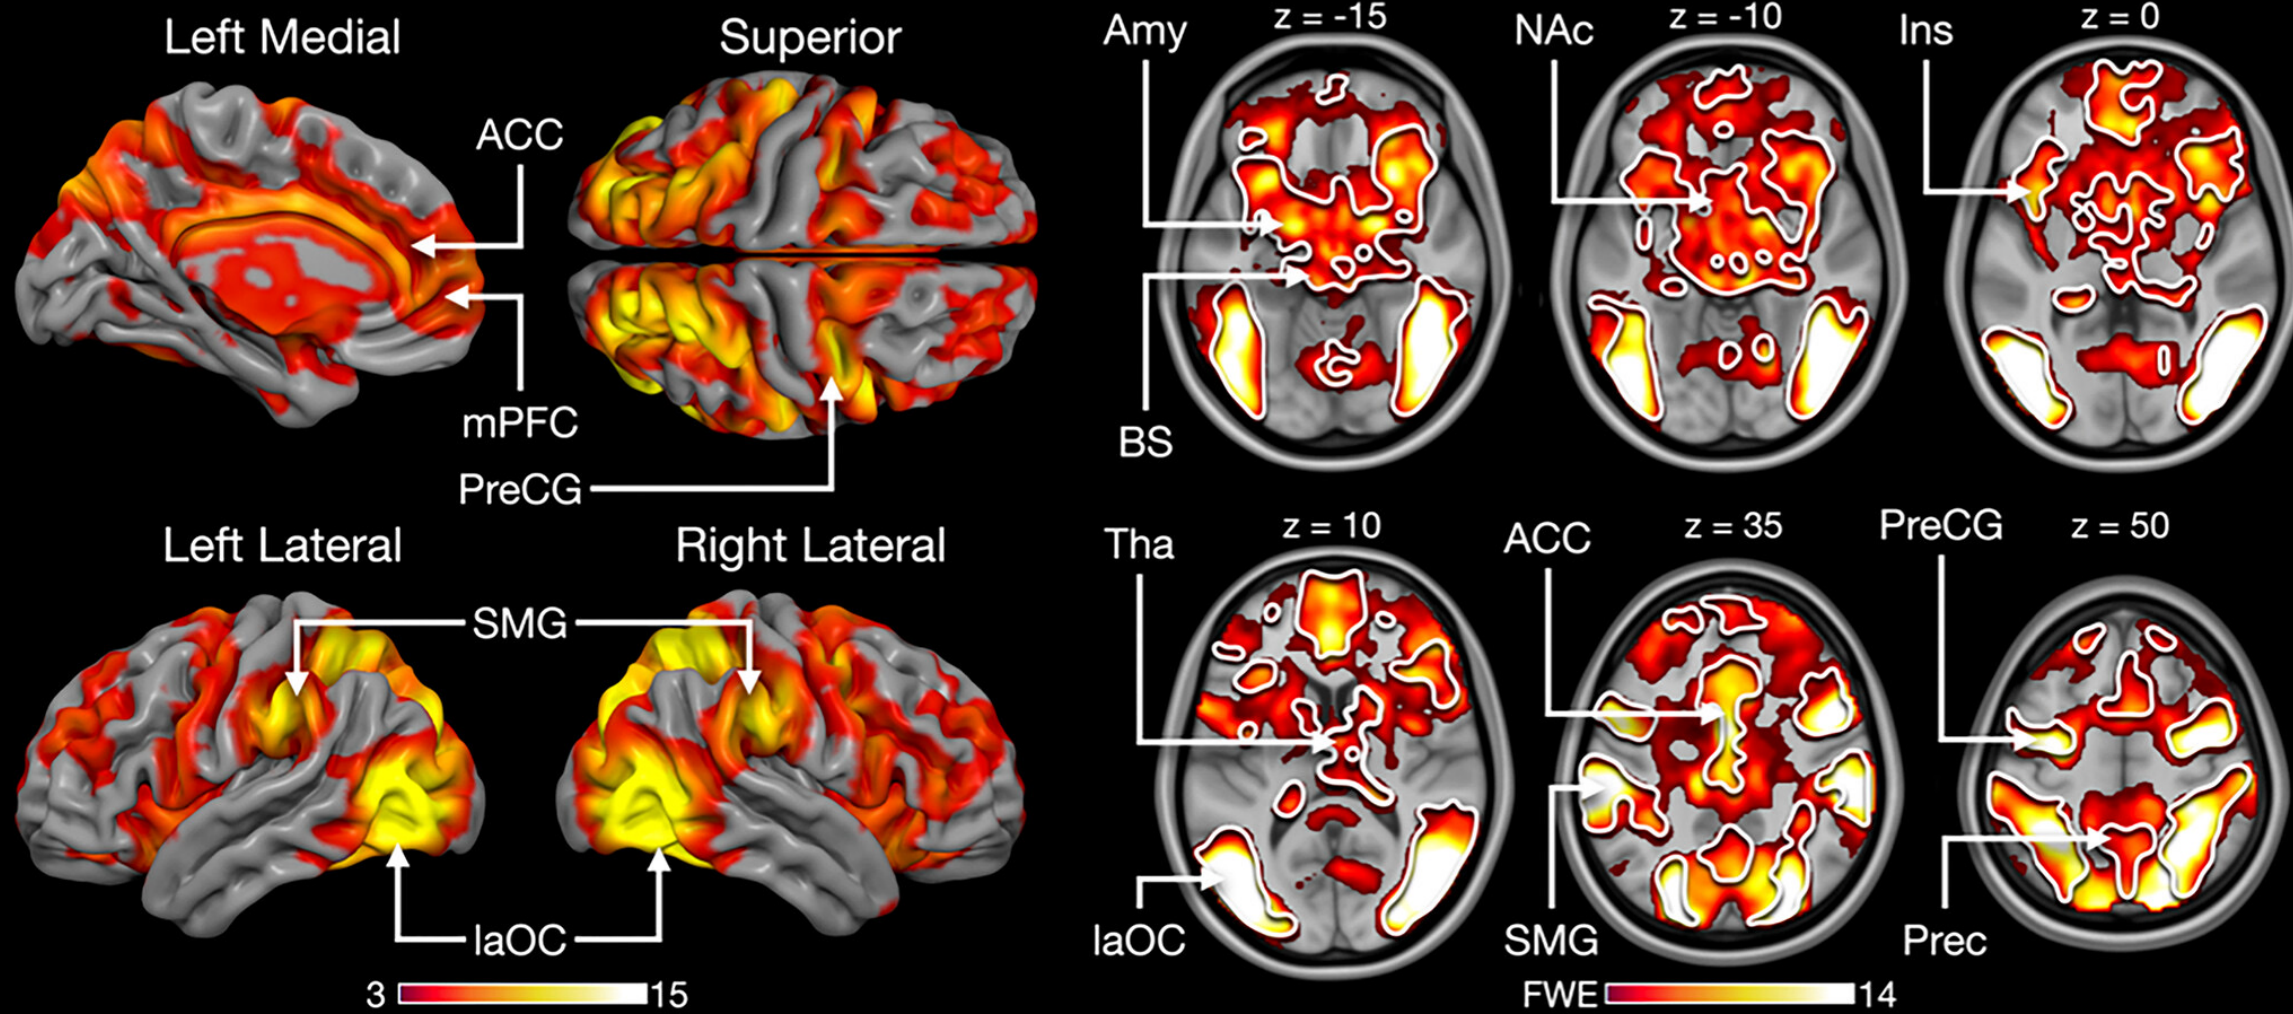 Left Medial
Superior
ACC
mPFC
PreCG
Left Lateral
Right Lateral
SMG
laOC
3 15
Amy
z = -15
NAc
z = -10
Ins
z = 0
BS
Tha
z = 10
ACC
z = 35
PreCG
z = 50
laOC
SMG
Prec
FWE 14